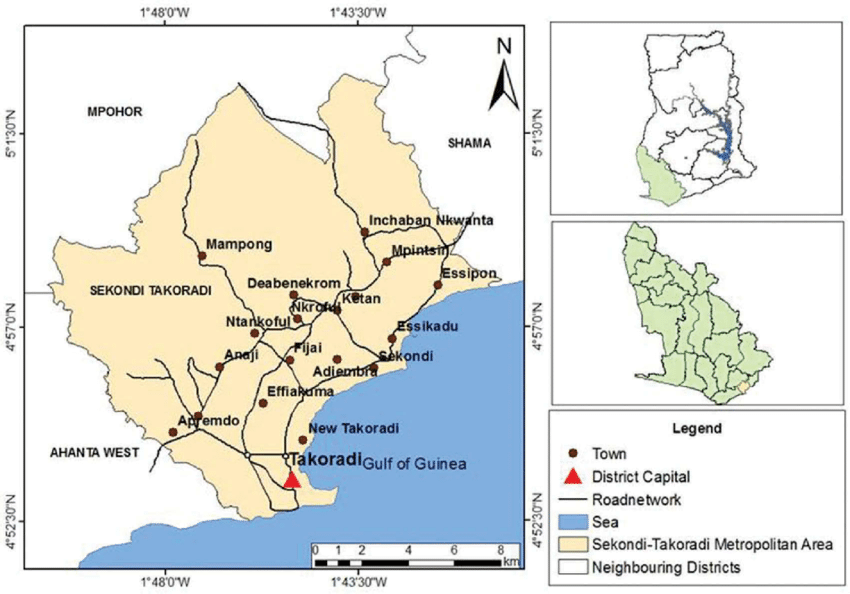 1°48'0"W
1°43'30"W
N
MPOHOR
5°1'30"N
5°1'30"N
SHAMA
Inchaban Nkwanta
Mampong
Mpintsin
Essipon
Deabenekrom
SEKONDI TAKORADI
Ketan
Nkroful
Ntankoful
Essikadu
4°57'0"N
4°57'0"N
Fijai
Anaji
Sekondi
Adiembra
Effiakuma
Apremdo
New Takoradi
AHANTA WEST
Takoradi
Gulf of Guinea
4°52'30"N
4°52'30"N
0 1 2 4 6 8
km
1°48'0"W
1°43'30"W
Legend
Town
District Capital
Roadnetwork
Sea
Sekondi-Takoradi Metropolitan Area
Neighbouring Districts